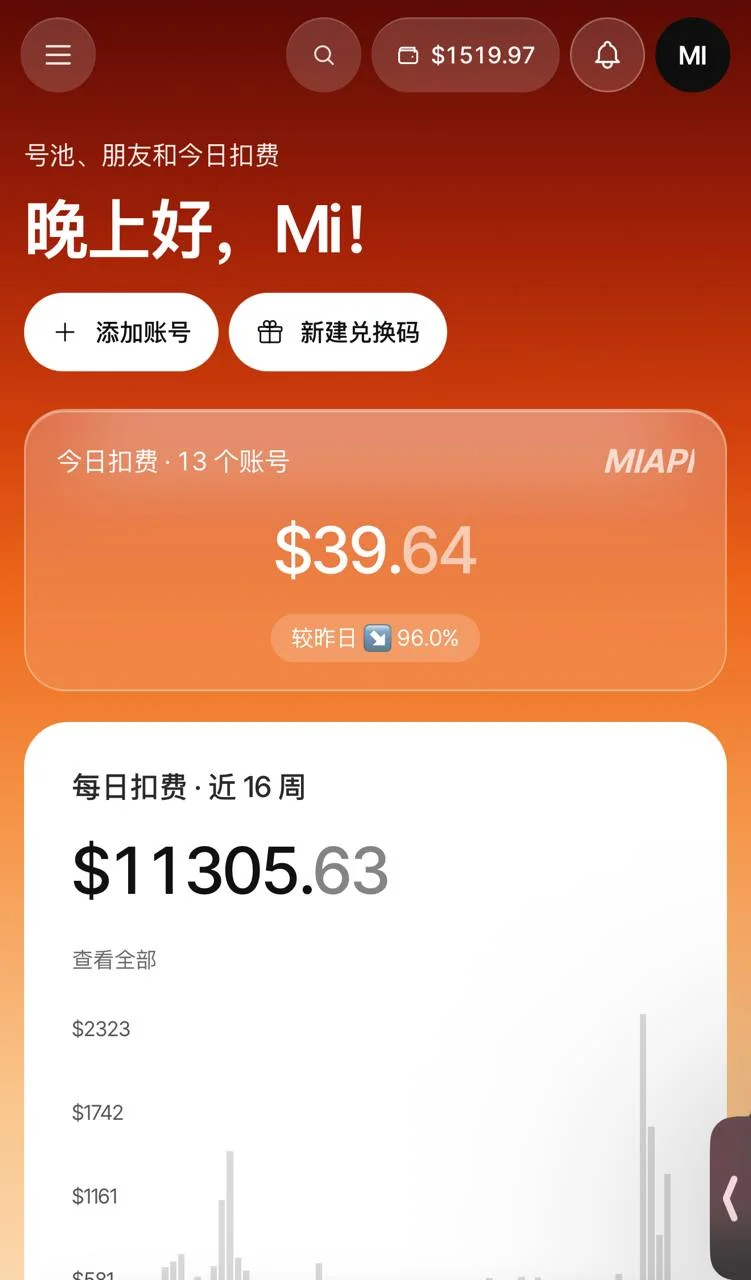 $1519.97
MI
号池、朋友和今日扣费
晚上好，Mi!
添加账号
新建兑换码
今日扣费 · 13 个账号
MIAPI
$39.64
较昨日 ↘️ 96.0%
每日扣费 · 近 16 周
$11305.63
查看全部
$2323
$1742
$1161
$581